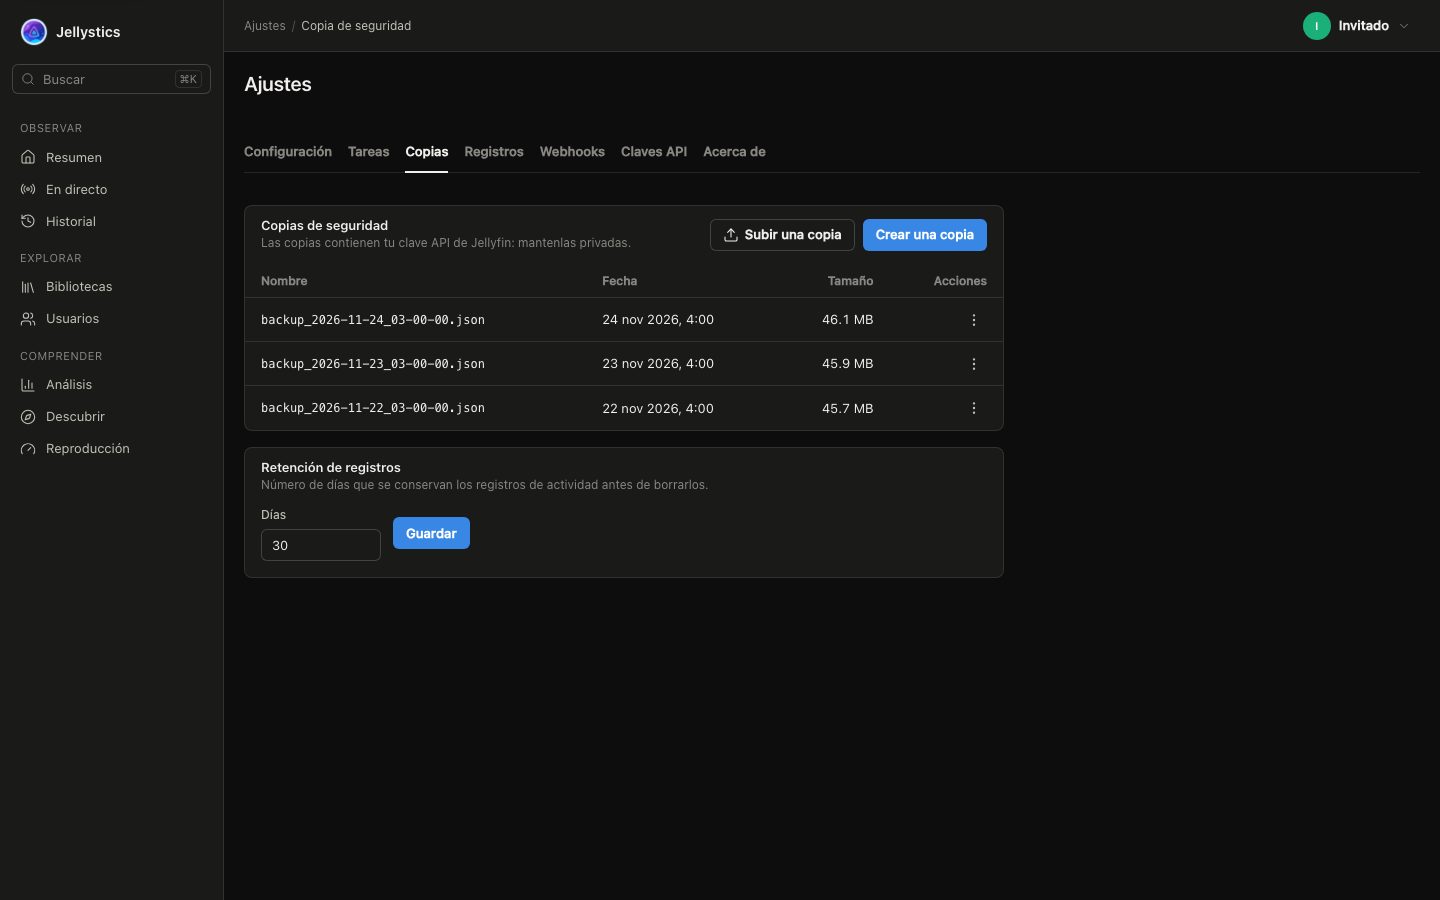 Jellystics
Buscar ⌘K
OBSERVAR
Resumen
En directo
Historial
EXPLORAR
Bibliotecas
Usuarios
COMPRENDER
Análisis
Descubrir
Reproducción
Ajustes / Copia de seguridad
I Invitado
Ajustes
Configuración Tareas Copias Registros Webhooks Claves API Acerca de
Copias de seguridad
Las copias contienen tu clave API de Jellyfin: mantenlas privadas.
Subir una copia Crear una copia
Nombre Fecha Tamaño Acciones
backup_2026-11-24_03-00-00.json 24 nov 2026, 4:00 46.1 MB
backup_2026-11-23_03-00-00.json 23 nov 2026, 4:00 45.9 MB
backup_2026-11-22_03-00-00.json 22 nov 2026, 4:00 45.7 MB
Retención de registros
Número de días que se conservan los registros de actividad antes de borrarlos.
Días
30 Guardar